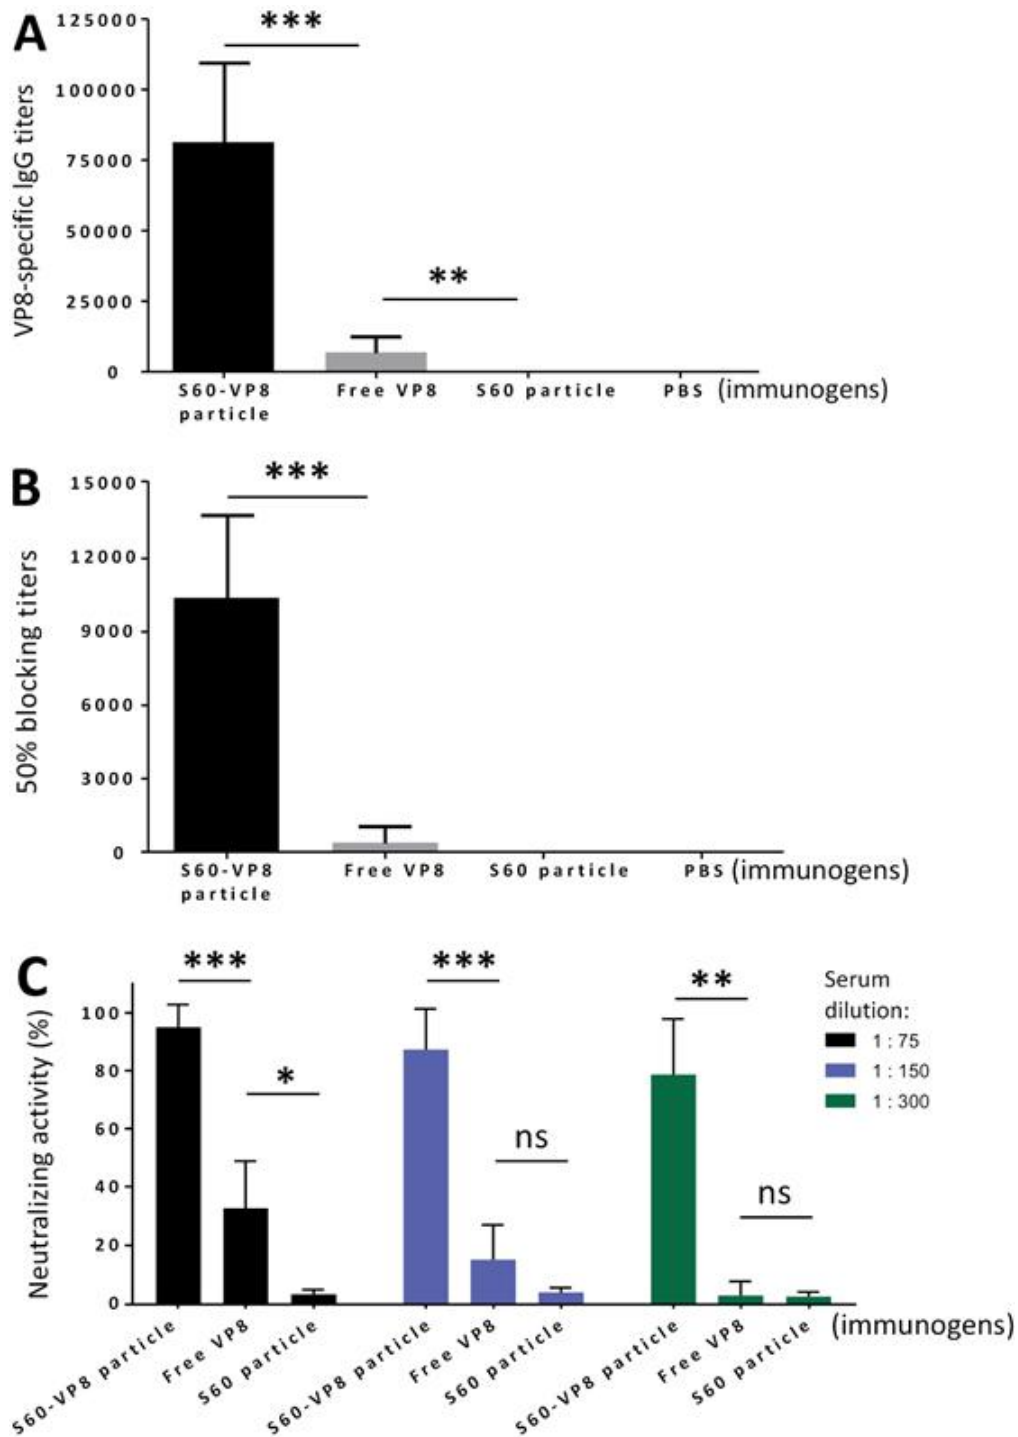 A
VP8-specific IgG titers
125000
100000
75000
50000
25000
0
***
**
S60-VP8 particle
Free VP8
S60 particle
PBS
(immunogens)
B
50% blocking titers
15000
12000
9000
6000
3000
0
***
S60-VP8 particle
Free VP8
S60 particle
PBS
(immunogens)
C
Neutralizing activity (%)
100
80
60
40
20
0
***
*
***
ns
**
ns
Serum
dilution:
1 : 75
1 : 150
1 : 300
S60-VP8 particle
Free VP8
S60 particle
S60-VP8 particle
Free VP8
S60 particle
S60-VP8 particle
Free VP8
S60 particle
(immunogens)